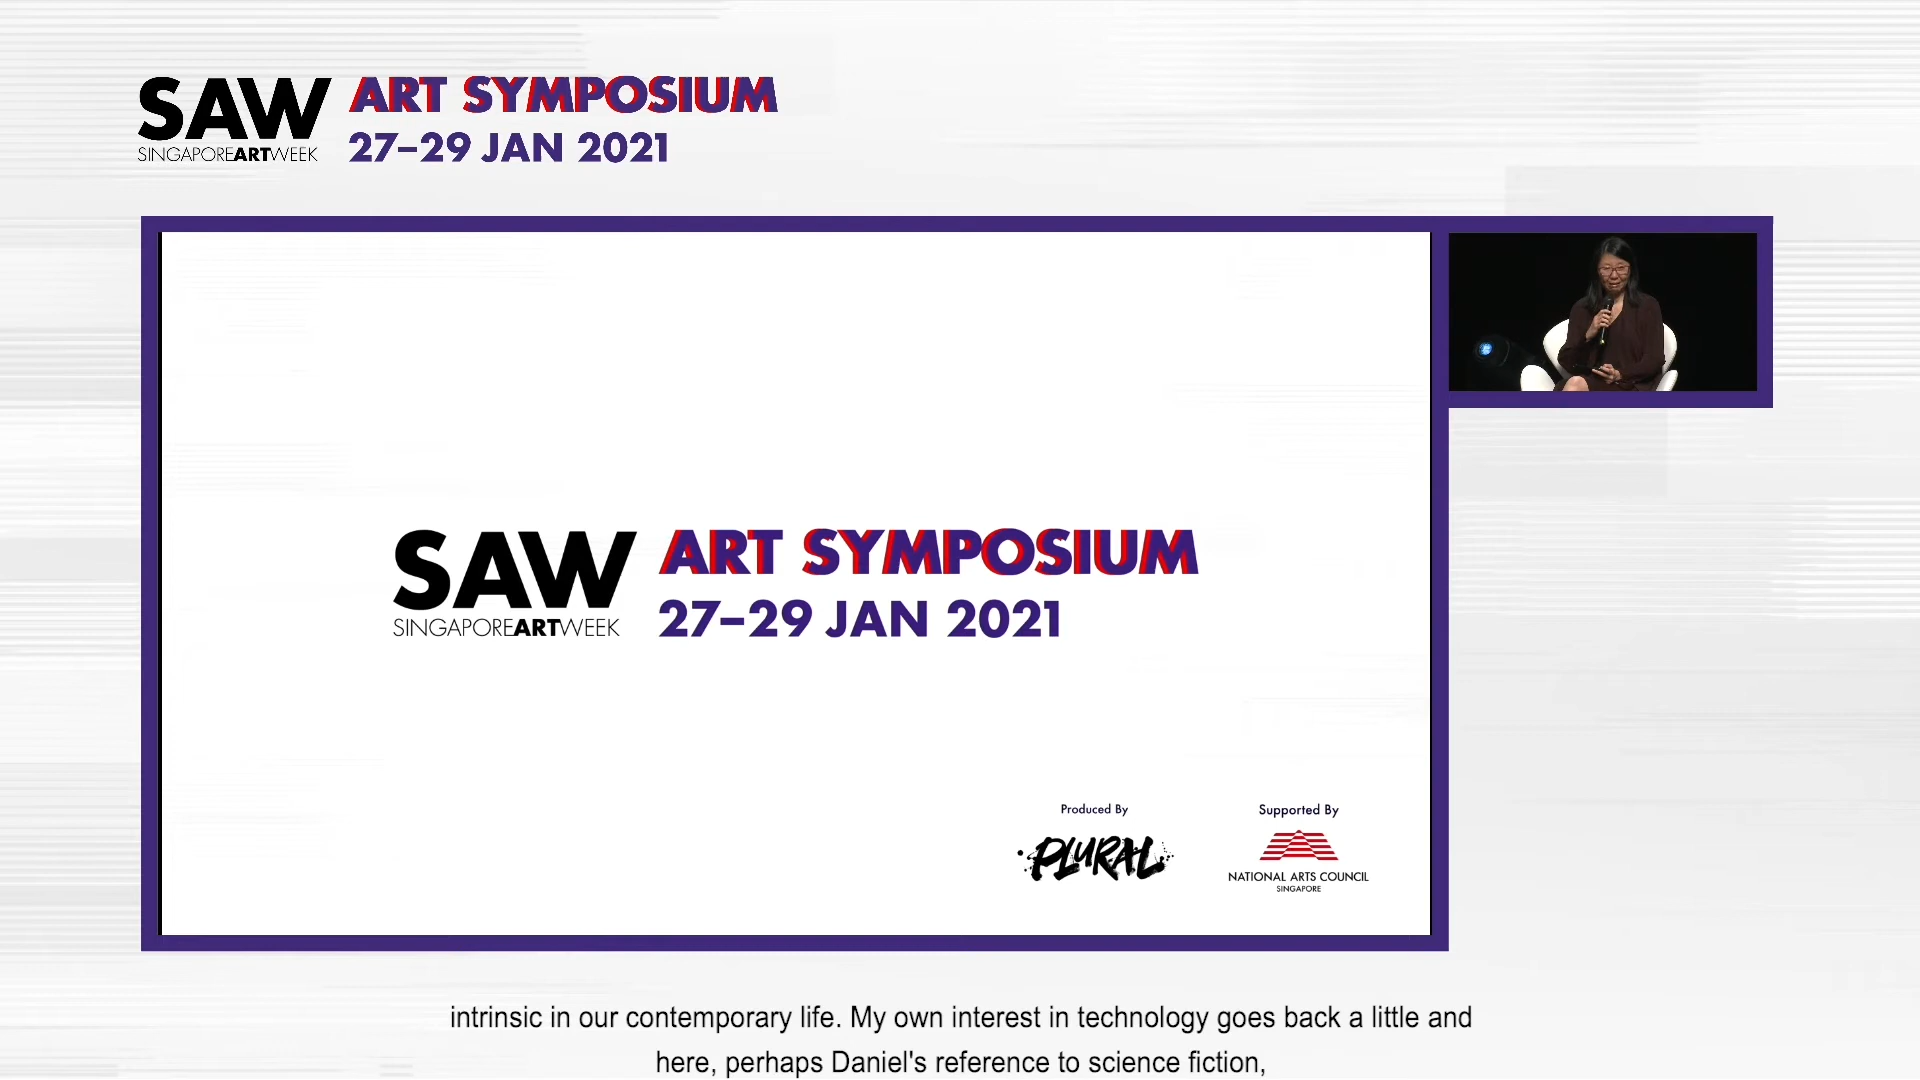 SAW ART SYMPOSIUM
SINGAPOREARTWEEK 27–29 JAN 2021
SAW ART SYMPOSIUM
SINGAPOREARTWEEK 27–29 JAN 2021
Produced By
PLURAL
Supported By
NATIONAL ARTS COUNCIL
SINGAPORE
intrinsic in our contemporary life. My own interest in technology goes back a little and
here, perhaps Daniel's reference to science fiction,